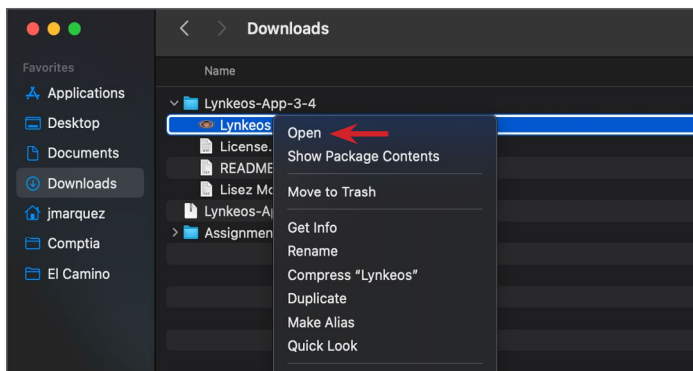 Downloads
Favorites
Name
Applications
Lynkeos-App-3-4
Desktop
Lynkeos
Open
Documents
License.
Show Package Contents
README
Downloads
Lisez Mo
Move to Trash
jmarquez
Lynkeos-Ap
Get Info
Comptia
Assignmen
Rename
El Camino
Compress “Lynkeos”
Duplicate
Make Alias
Quick Look